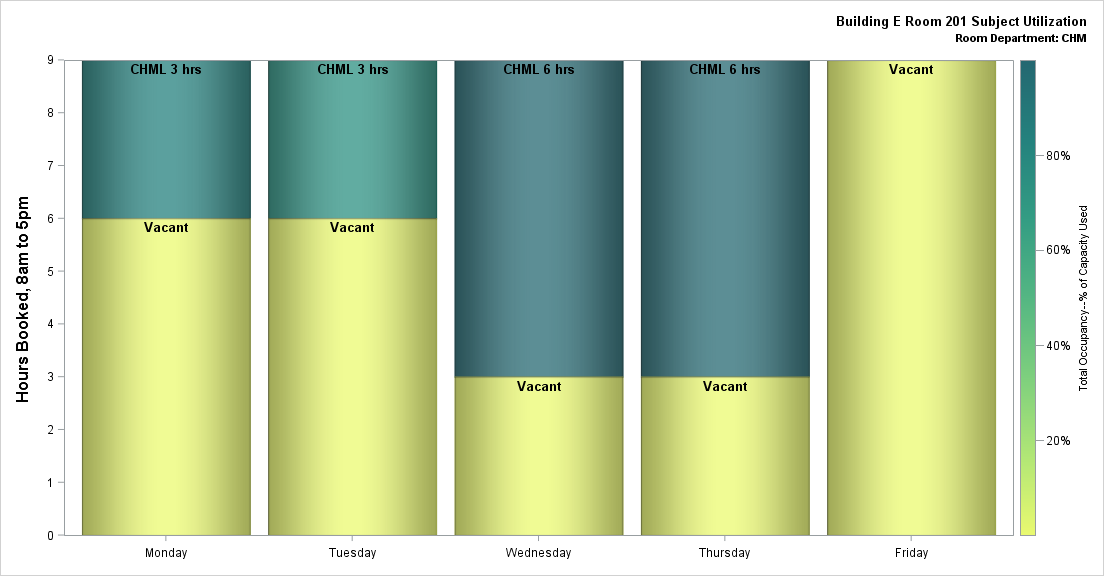 Building E Room 201 Subject Utilization
Room Department: CHM
Hours Booked, 8am to 5pm
9
8
7
6
5
4
3
2
1
0
CHML 3 hrs
CHML 3 hrs
CHML 6 hrs
CHML 6 hrs
Vacant
Vacant
Vacant
Vacant
Vacant
Monday
Tuesday
Wednesday
Thursday
Friday
80%
60%
40%
20%
Total Occupancy--% of Capacity Used